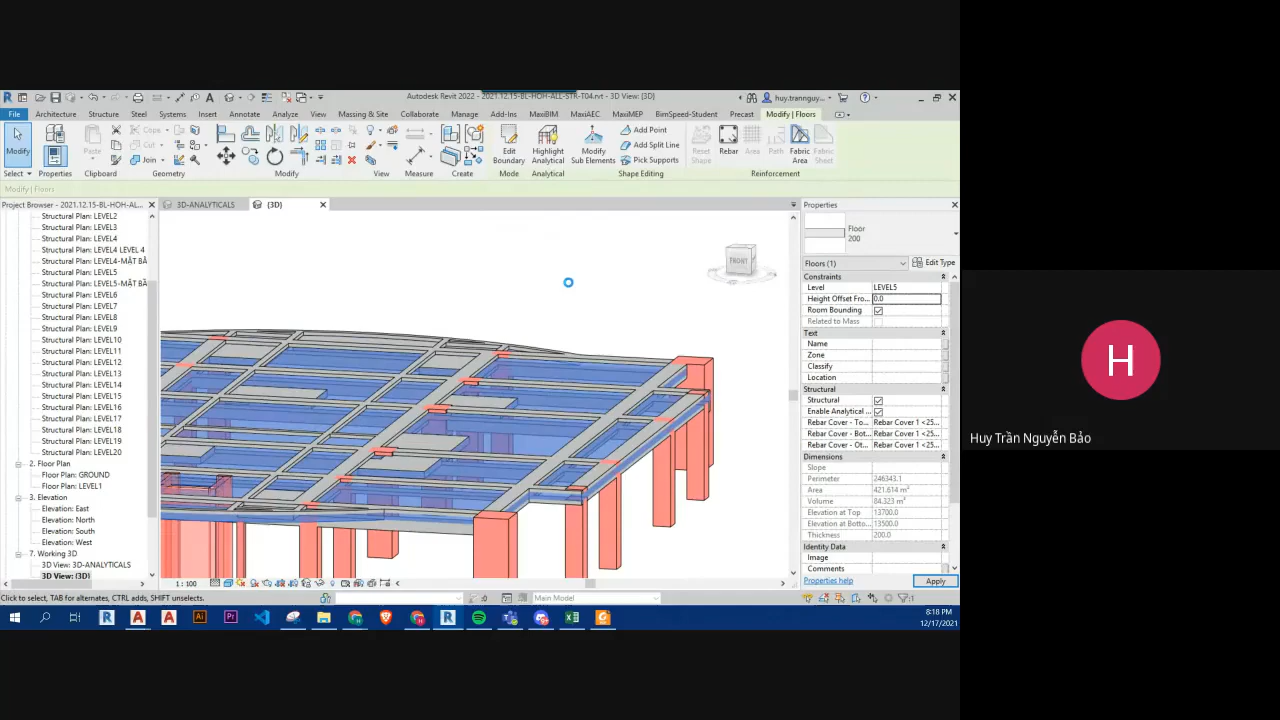 Autodesk Revit 2022 - 2021.12.15-BL-HOH-ALL-STR-T04.rvt - 3D View: {3D}
huy.trannguy...
File Architecture Structure Steel Systems Insert Annotate Analyze View Massing & Site Collaborate Manage Add-Ins MaxiBIM MaxiAEC MaxiMEP BimSpeed-Student Precast Modify | Floors
Modify
Select
Properties
Paste
Clipboard
Cope
Cut
Join
Geometry
Modify
View
Measure
Create
Edit Boundary
Mode
Highlight Analytical
Analytical
Modify Sub Elements
Add Point
Add Split Line
Pick Supports
Shape Editing
Reset Shape
Rebar
Area
Path
Fabric Area
Fabric Sheet
Reinforcement
Modify | Floors
Project Browser - 2021.12.15-BL-HOH-AL...
3D-ANALYTICALS
{3D}
Structural Plan: LEVEL2
Structural Plan: LEVEL3
Structural Plan: LEVEL4
Structural Plan: LEVEL4 LEVEL 4
Structural Plan: LEVEL4-MẶT BẰ
Structural Plan: LEVEL5
Structural Plan: LEVEL5-MẶT BẰ
Structural Plan: LEVEL6
Structural Plan: LEVEL7
Structural Plan: LEVEL8
Structural Plan: LEVEL9
Structural Plan: LEVEL10
Structural Plan: LEVEL11
Structural Plan: LEVEL12
Structural Plan: LEVEL13
Structural Plan: LEVEL14
Structural Plan: LEVEL15
Structural Plan: LEVEL16
Structural Plan: LEVEL17
Structural Plan: LEVEL18
Structural Plan: LEVEL19
Structural Plan: LEVEL20
2. Floor Plan
Floor Plan: GROUND
Floor Plan: LEVEL1
3. Elevation
Elevation: East
Elevation: North
Elevation: South
Elevation: West
7. Working 3D
3D View: 3D-ANALYTICALS
3D View: {3D}
FRONT
1 : 100
Properties
Floor
200
Floors (1)
Edit Type
Constraints
Level LEVEL5
Height Offset Fro... 0.0
Room Bounding
Related to Mass
Text
Name
Zone
Classify
Location
Structural
Structural
Enable Analytical ...
Rebar Cover - To... Rebar Cover 1 <25...
Rebar Cover - Bot... Rebar Cover 1 <25...
Rebar Cover - Ot... Rebar Cover 1 <25...
Dimensions
Slope
Perimeter 246343.1
Area 421.614 m²
Volume 84.323 m³
Elevation at Top 13700.0
Elevation at Botto... 13500.0
Thickness 200.0
Identity Data
Image
Comments
Properties help
Apply
Click to select, TAB for alternates, CTRL adds, SHIFT unselects.
:0
Main Model
:1
8:18 PM
12/17/2021
H
Huy Trần Nguyễn Bảo